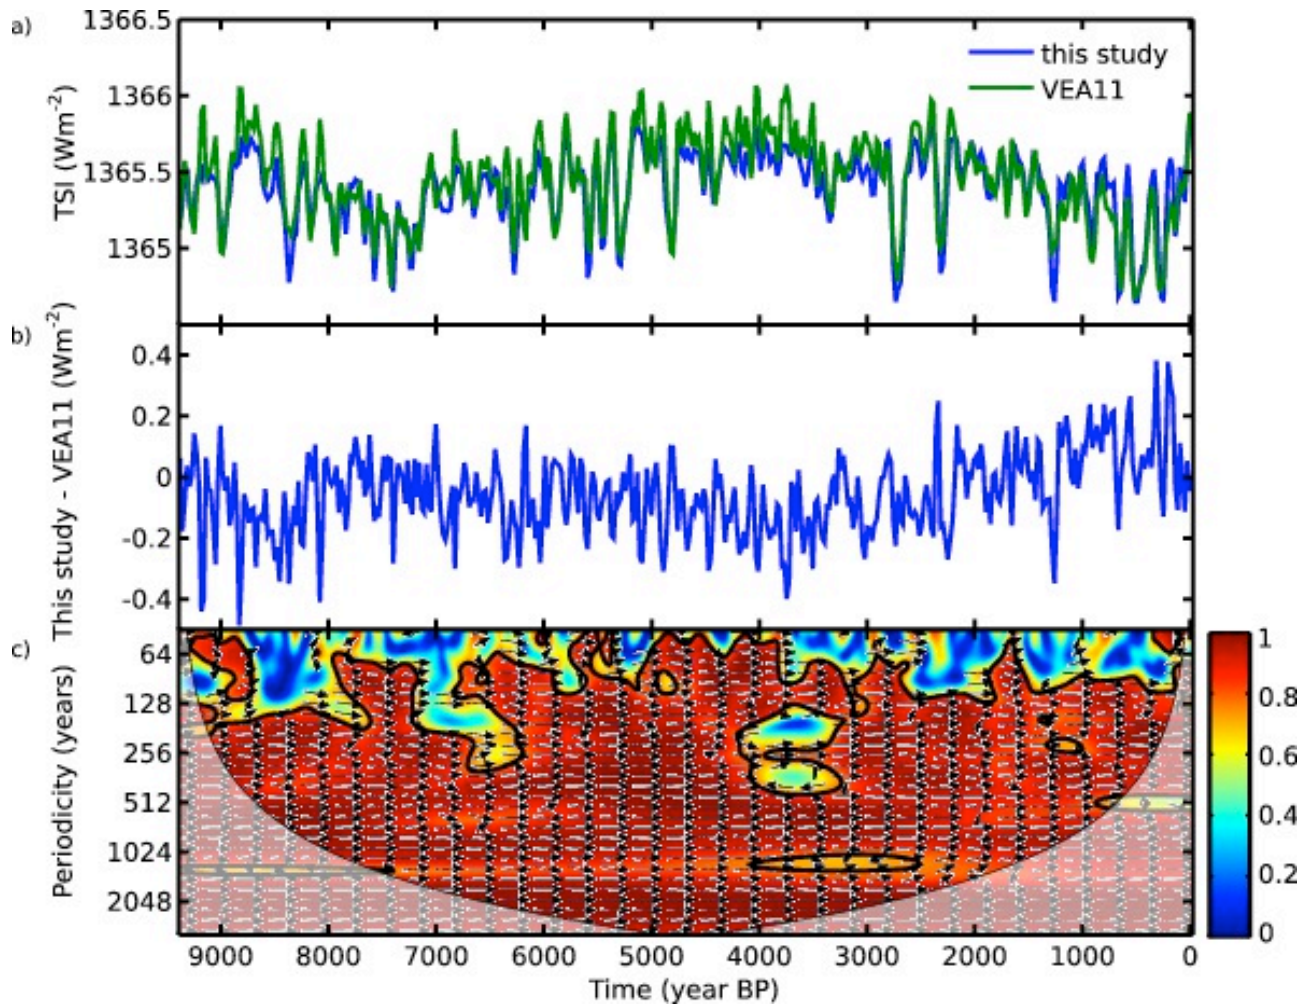 a)
TSI (Wm-2)
1366.5
1366
1365.5
1365
this study
VEA11
b)
This study - VEA11 (Wm-2)
0.4
0.2
0
-0.2
-0.4
c)
Periodicity (years)
64
128
256
512
1024
2048
1
0.8
0.6
0.4
0.2
0
9000 8000 7000 6000 5000 4000 3000 2000 1000 0
Time (year BP)